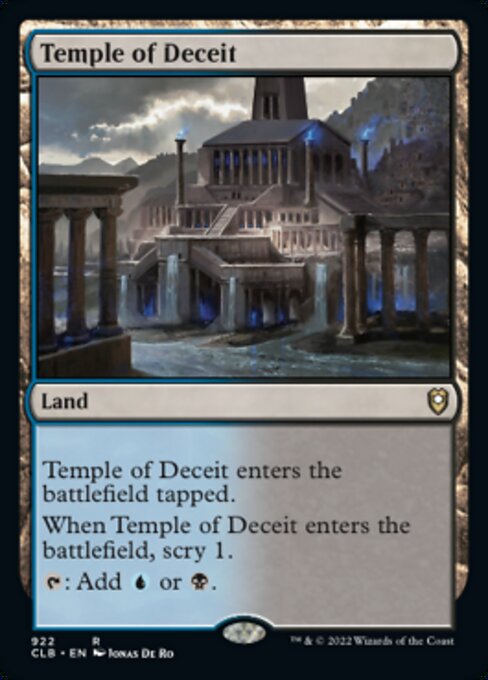 Temple of Deceit
Land
Temple of Deceit enters the
battlefield tapped.
When Temple of Deceit enters the
battlefield, scry 1.
: Add or .
922 R
CLB • EN Jonas De Ro
™ & © 2022 Wizards of the Coast